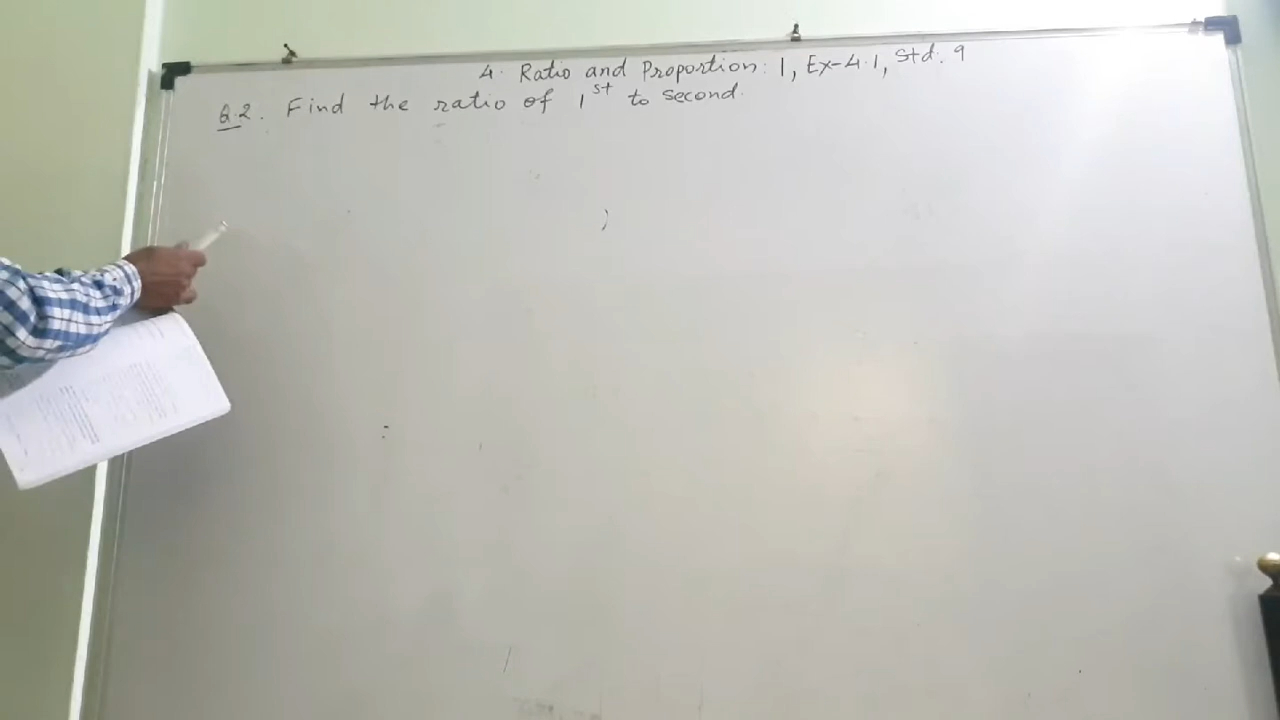 4. Ratio and Proportion: 1, Ex-4.1, Std. 9
Q.2. Find the ratio of 1st to second.